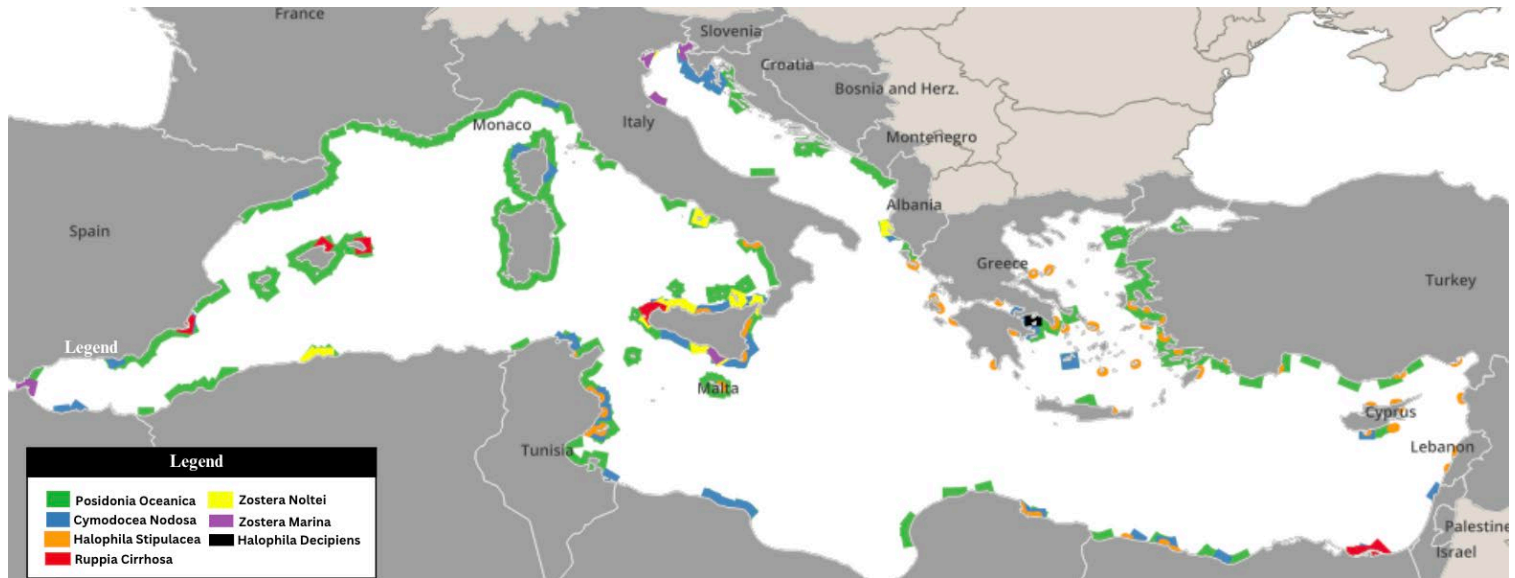 France
Slovenia
Croatia
Bosnia and Herz.
Monaco
Italy
Montenegro
Albania
Spain
Greece
Turkey
Legend
Malta
Cyprus
Tunisia
Lebanon
Palestine
Israel
Legend
Posidonia Oceanica
Zostera Noltei
Cymodocea Nodosa
Zostera Marina
Halophila Stipulacea
Halophila Decipiens
Ruppia Cirrhosa